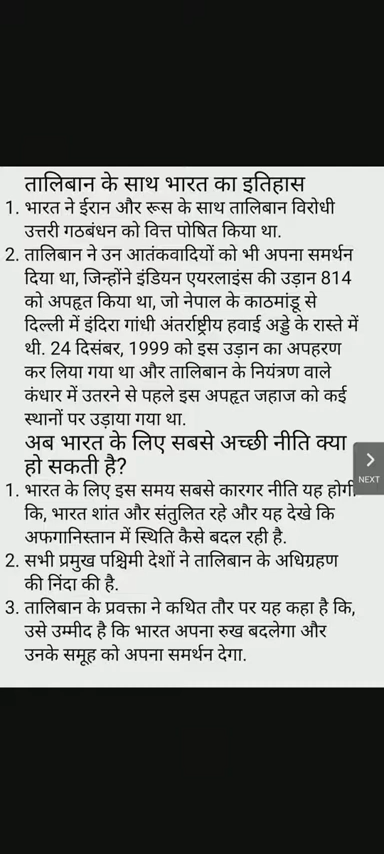 तालिबान के साथ भारत का इतिहास
1. भारत ने ईरान और रूस के साथ तालिबान विरोधी
उत्तरी गठबंधन को वित्त पोषित किया था.
2. तालिबान ने उन आतंकवादियों को भी अपना समर्थन
दिया था, जिन्होंने इंडियन एयरलाइंस की उड़ान 814
को अपहृत किया था, जो नेपाल के काठमांडू से
दिल्ली में इंदिरा गांधी अंतर्राष्ट्रीय हवाई अड्डे के रास्ते में
थी. 24 दिसंबर, 1999 को इस उड़ान का अपहरण
कर लिया गया था और तालिबान के नियंत्रण वाले
कंधार में उतरने से पहले इस अपहृत जहाज को कई
स्थानों पर उड़ाया गया था.
अब भारत के लिए सबसे अच्छी नीति क्या
हो सकती है?
NEXT
1. भारत के लिए इस समय सबसे कारगर नीति यह होगी
कि, भारत शांत और संतुलित रहे और यह देखे कि
अफगानिस्तान में स्थिति कैसे बदल रही है.
2. सभी प्रमुख पश्चिमी देशों ने तालिबान के अधिग्रहण
की निंदा की है.
3. तालिबान के प्रवक्ता ने कथित तौर पर यह कहा है कि,
उसे उम्मीद है कि भारत अपना रुख बदलेगा और
उनके समूह को अपना समर्थन देगा.